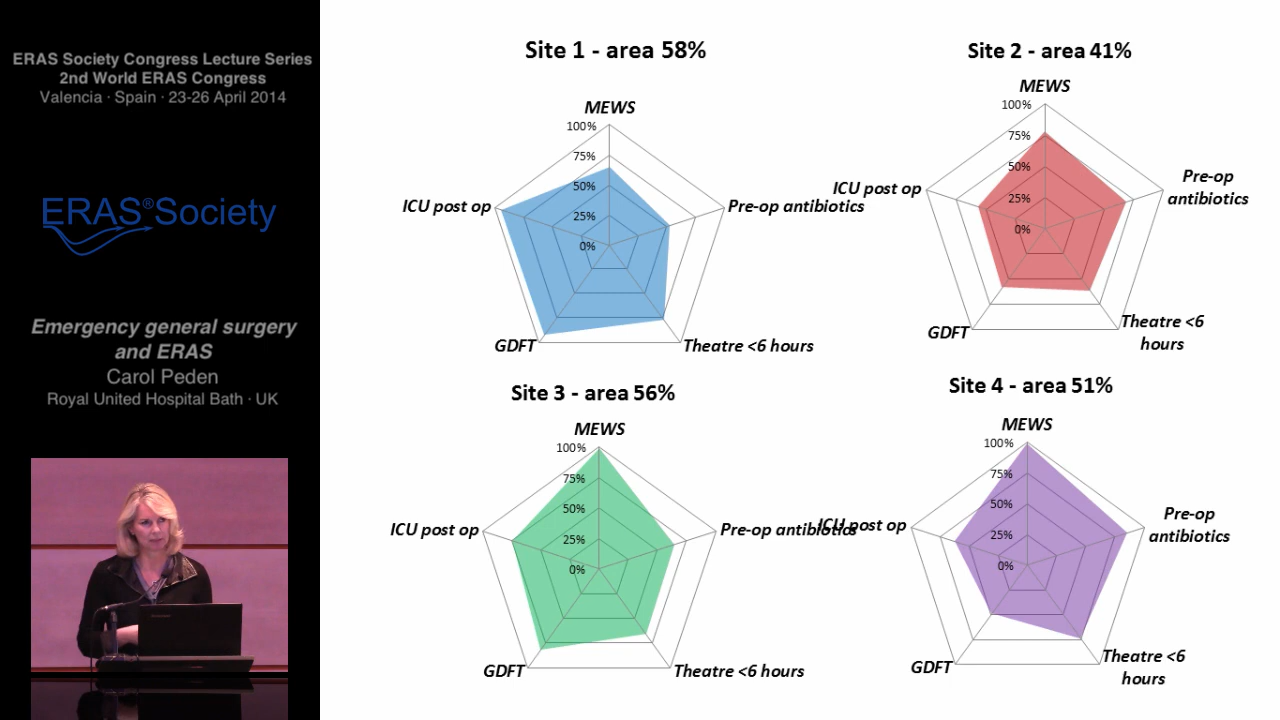 ERAS Society Congress Lecture Series
2nd World ERAS Congress
Valencia · Spain · 23-26 April 2014
ERAS®Society
Emergency general surgery
and ERAS
Carol Peden
Royal United Hospital Bath · UK
Site 1 - area 58%
MEWS
100%
75%
50%
25%
0%
ICU post op
Pre-op antibiotics
GDFT
Theatre <6 hours
Site 2 - area 41%
MEWS
100%
75%
50%
25%
0%
ICU post op
Pre-op
antibiotics
GDFT
Theatre <6
hours
Site 3 - area 56%
MEWS
100%
75%
50%
25%
0%
ICU post op
Pre-op antibiotics
GDFT
Theatre <6 hours
Site 4 - area 51%
MEWS
100%
75%
50%
25%
0%
ICU post op
Pre-op
antibiotics
GDFT
Theatre <6
hours